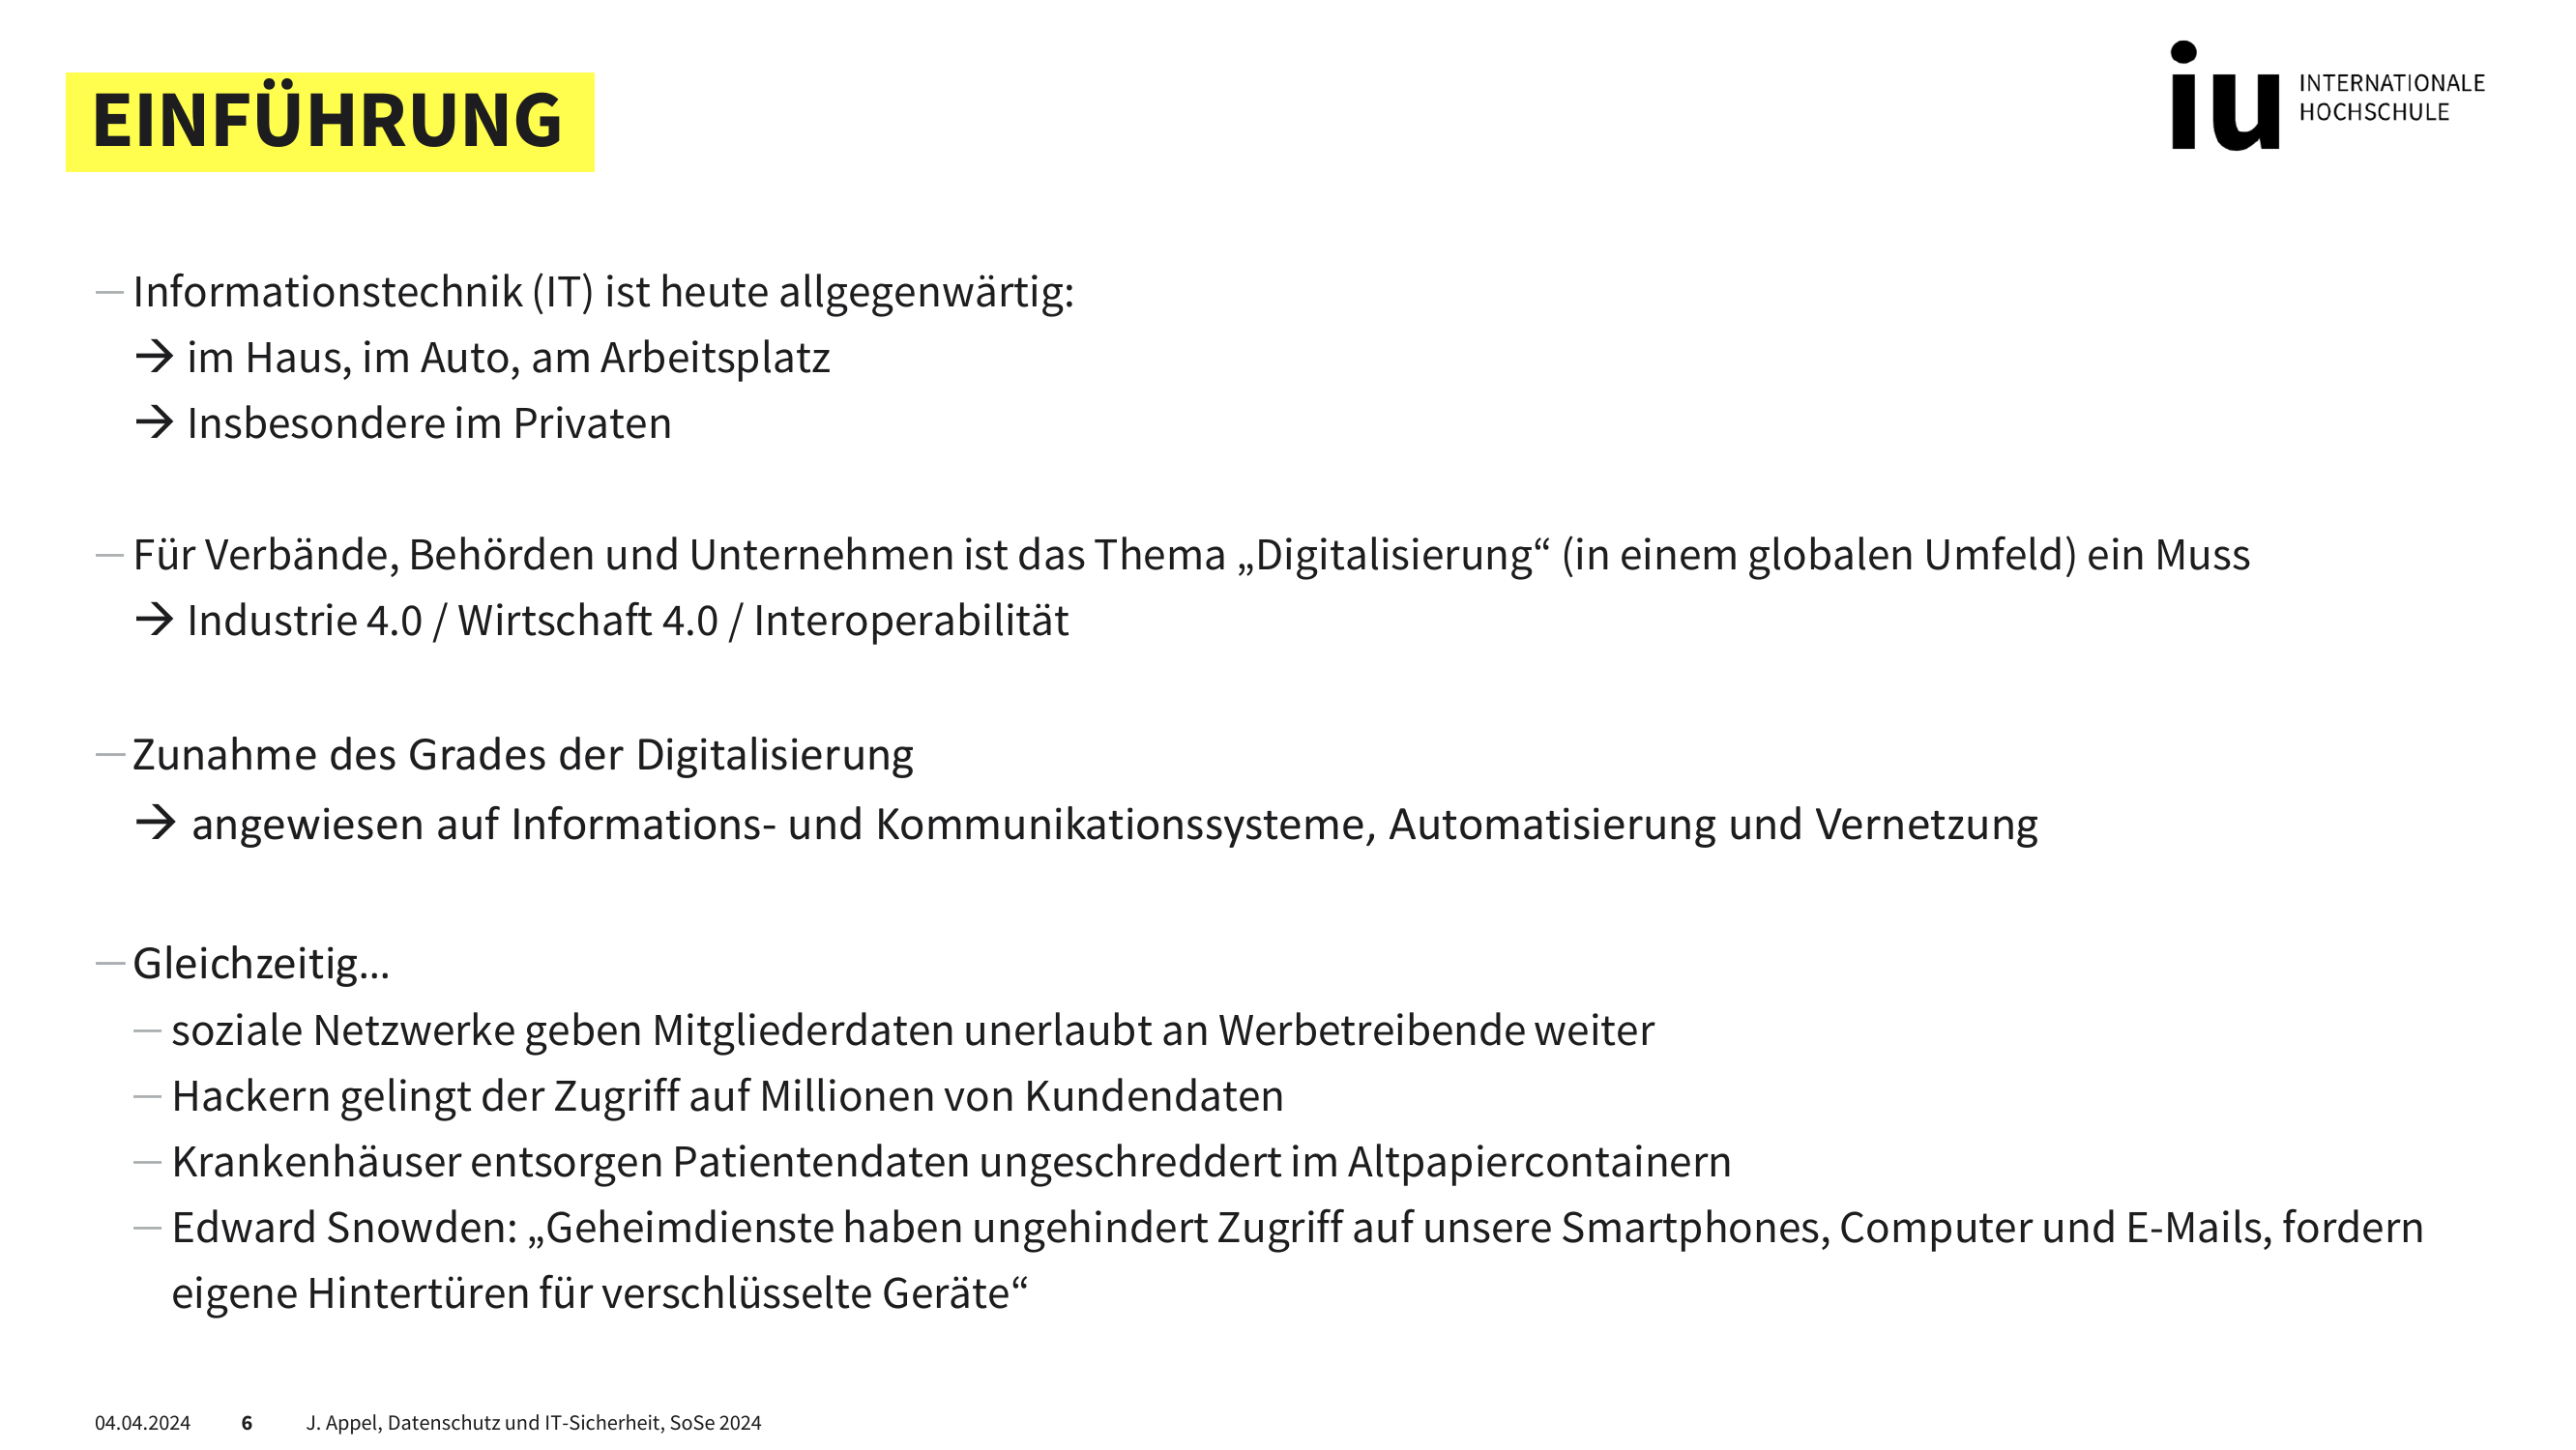 EINFÜHRUNG
iu INTERNATIONALE
HOCHSCHULE
— Informationstechnik (IT) ist heute allgegenwärtig:
→ im Haus, im Auto, am Arbeitsplatz
→ Insbesondere im Privaten
— Für Verbände, Behörden und Unternehmen ist das Thema „Digitalisierung“ (in einem globalen Umfeld) ein Muss
→ Industrie 4.0 / Wirtschaft 4.0 / Interoperabilität
— Zunahme des Grades der Digitalisierung
→ angewiesen auf Informations- und Kommunikationssysteme, Automatisierung und Vernetzung
— Gleichzeitig...
— soziale Netzwerke geben Mitgliederdaten unerlaubt an Werbetreibende weiter
— Hackern gelingt der Zugriff auf Millionen von Kundendaten
— Krankenhäuser entsorgen Patientendaten ungeschreddert im Altpapiercontainern
— Edward Snowden: „Geheimdienste haben ungehindert Zugriff auf unsere Smartphones, Computer und E-Mails, fordern
eigene Hintertüren für verschlüsselte Geräte“
04.04.2024 6 J. Appel, Datenschutz und IT-Sicherheit, SoSe 2024